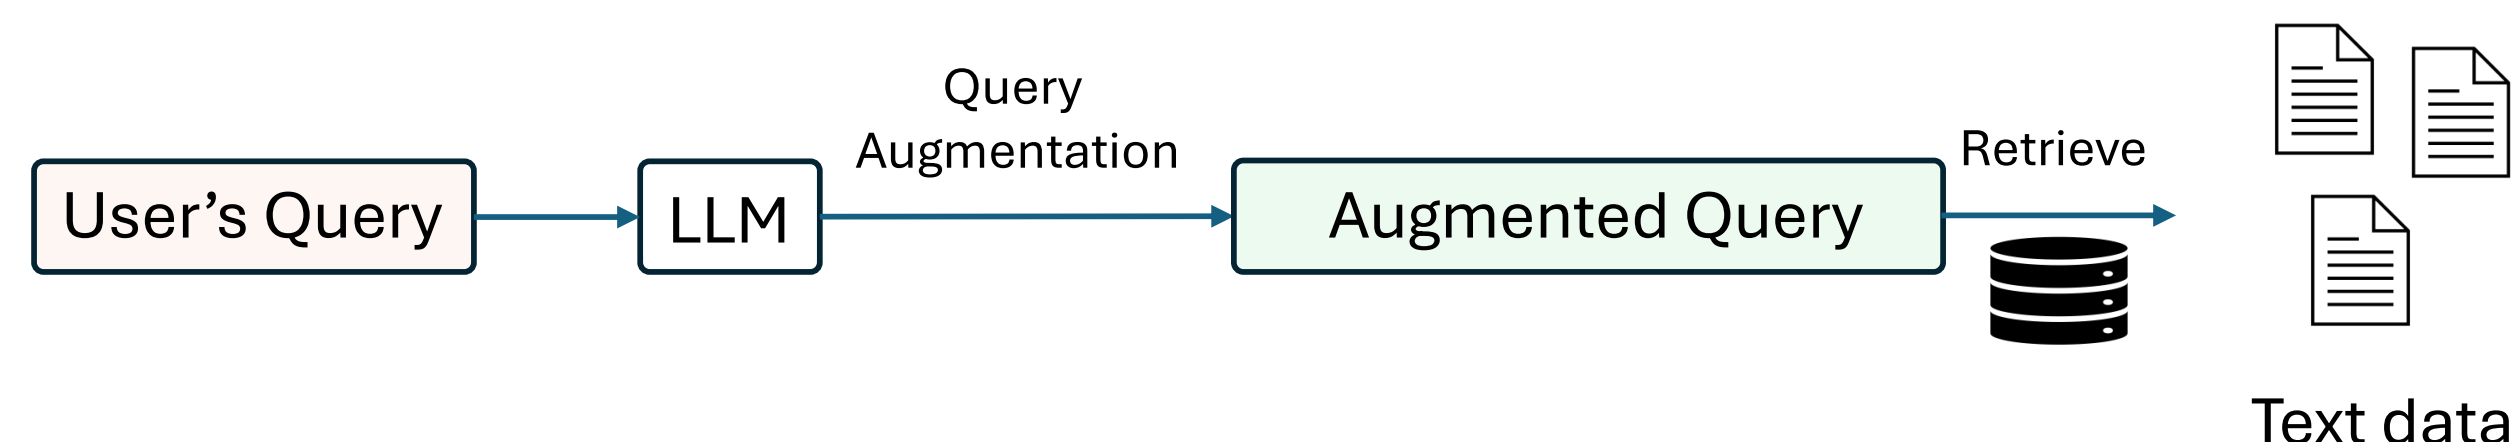 User's Query
LLM
Query
Augmentation
Augmented Query
Retrieve
Text data